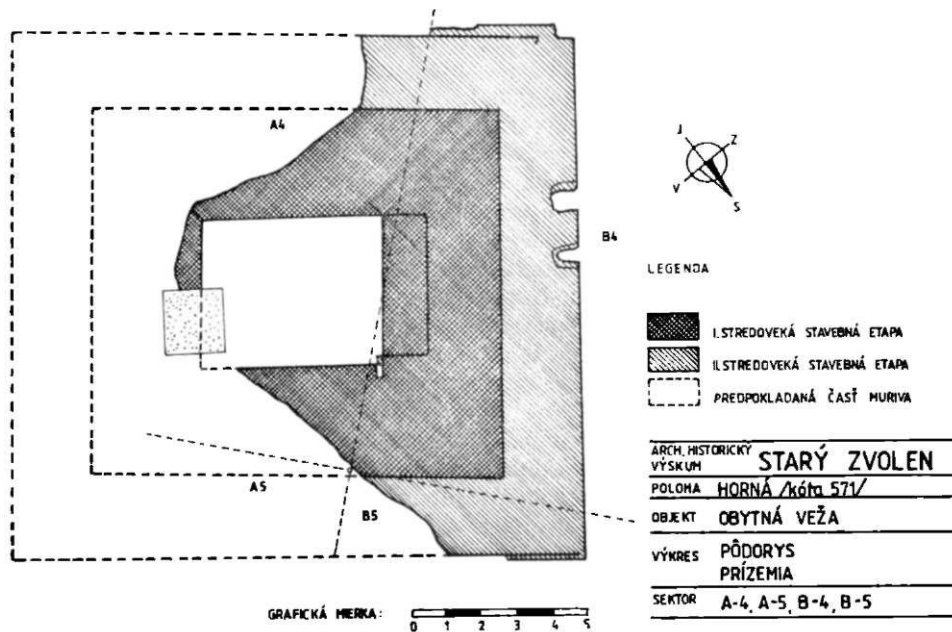 A4
J
Z
V
S
B4
LEGENDA
I. STREDOVEKÁ STAVEBNÁ ETAPA
II. STREDOVEKÁ STAVEBNÁ ETAPA
PREDPOKLADANÁ ČASŤ MURIVA
ARCH. HISTORICKÝ VÝSKUM STARÝ ZVOLEN
POLOHA HORNÁ /kóta 571/
OBJEKT OBYTNÁ VEŽA
VÝKRES PÔDORYS
PRÍZEMIA
SEKTOR A-4, A-5, B-4, B-5
A5
B5
GRAFICKÁ MIERKA:
0 1 2 3 4 5